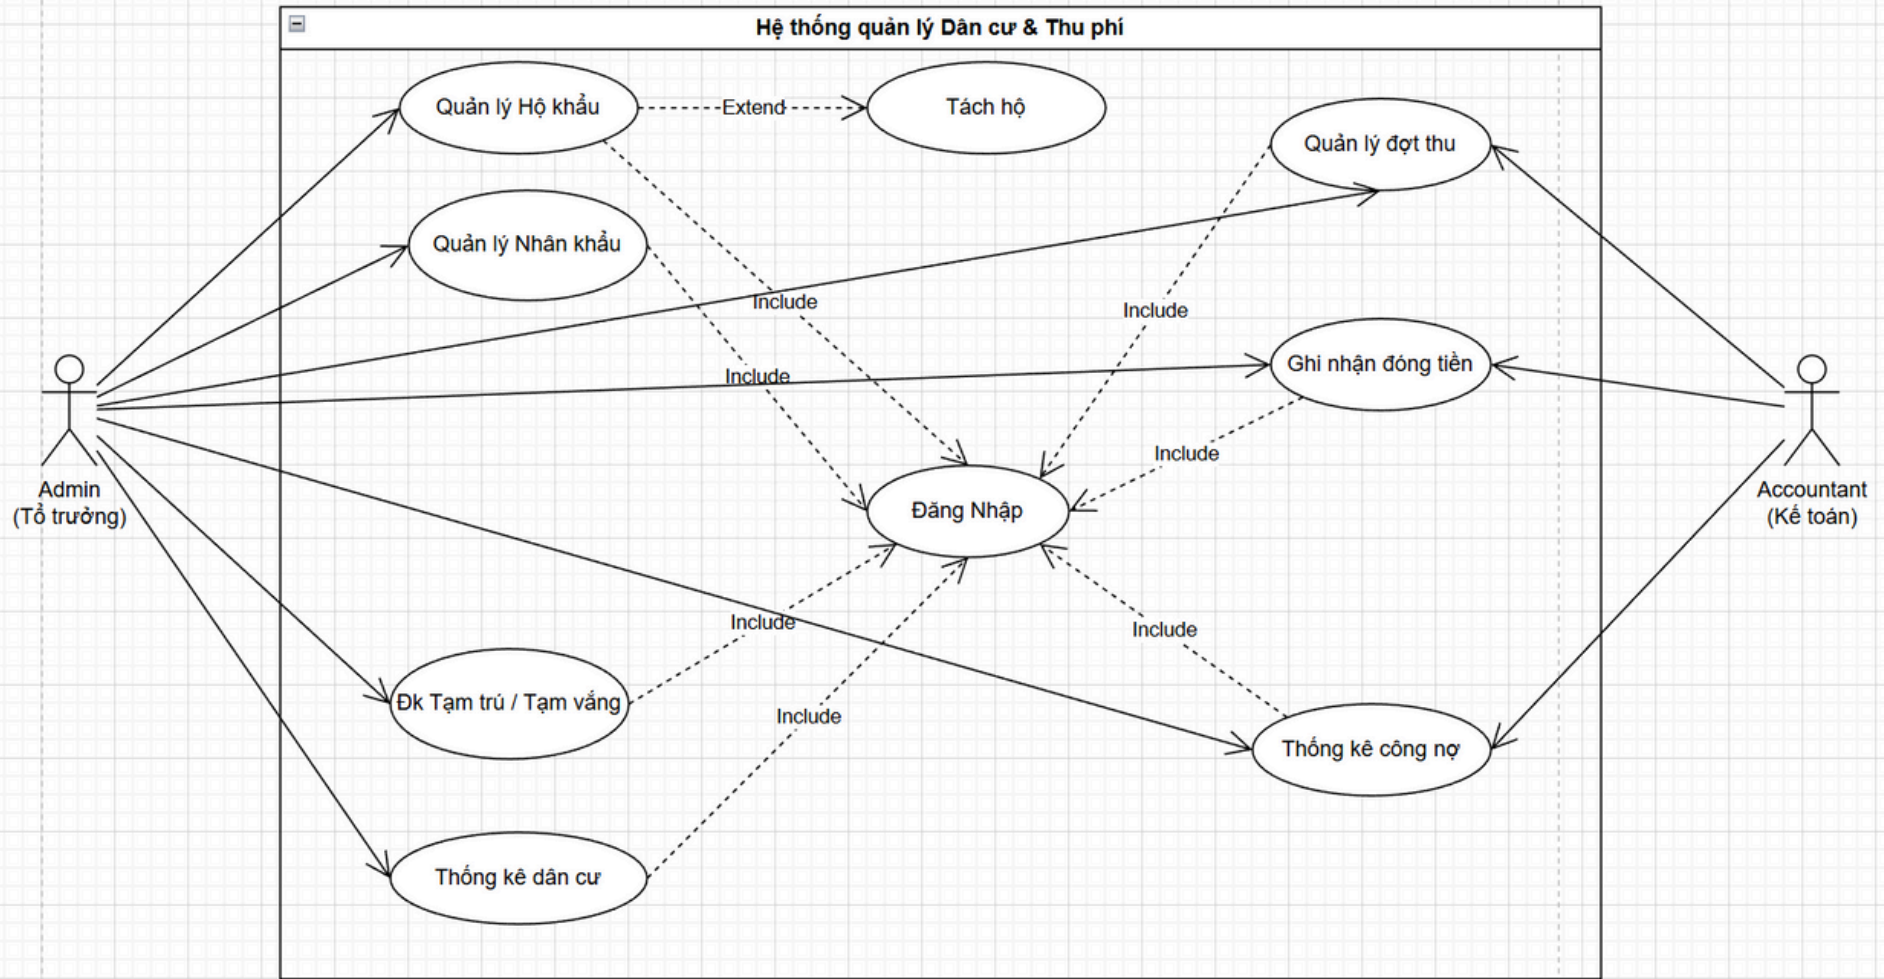 Hệ thống quản lý Dân cư & Thu phí
Quản lý Hộ khẩu
Extend
Tách hộ
Quản lý đợt thu
Quản lý Nhân khẩu
Include
Include
Include
Ghi nhận đóng tiền
Include
Admin
(Tổ trưởng)
Đăng Nhập
Accountant
(Kế toán)
Include
Include
Đk Tạm trú / Tạm vắng
Include
Thống kê công nợ
Thống kê dân cư